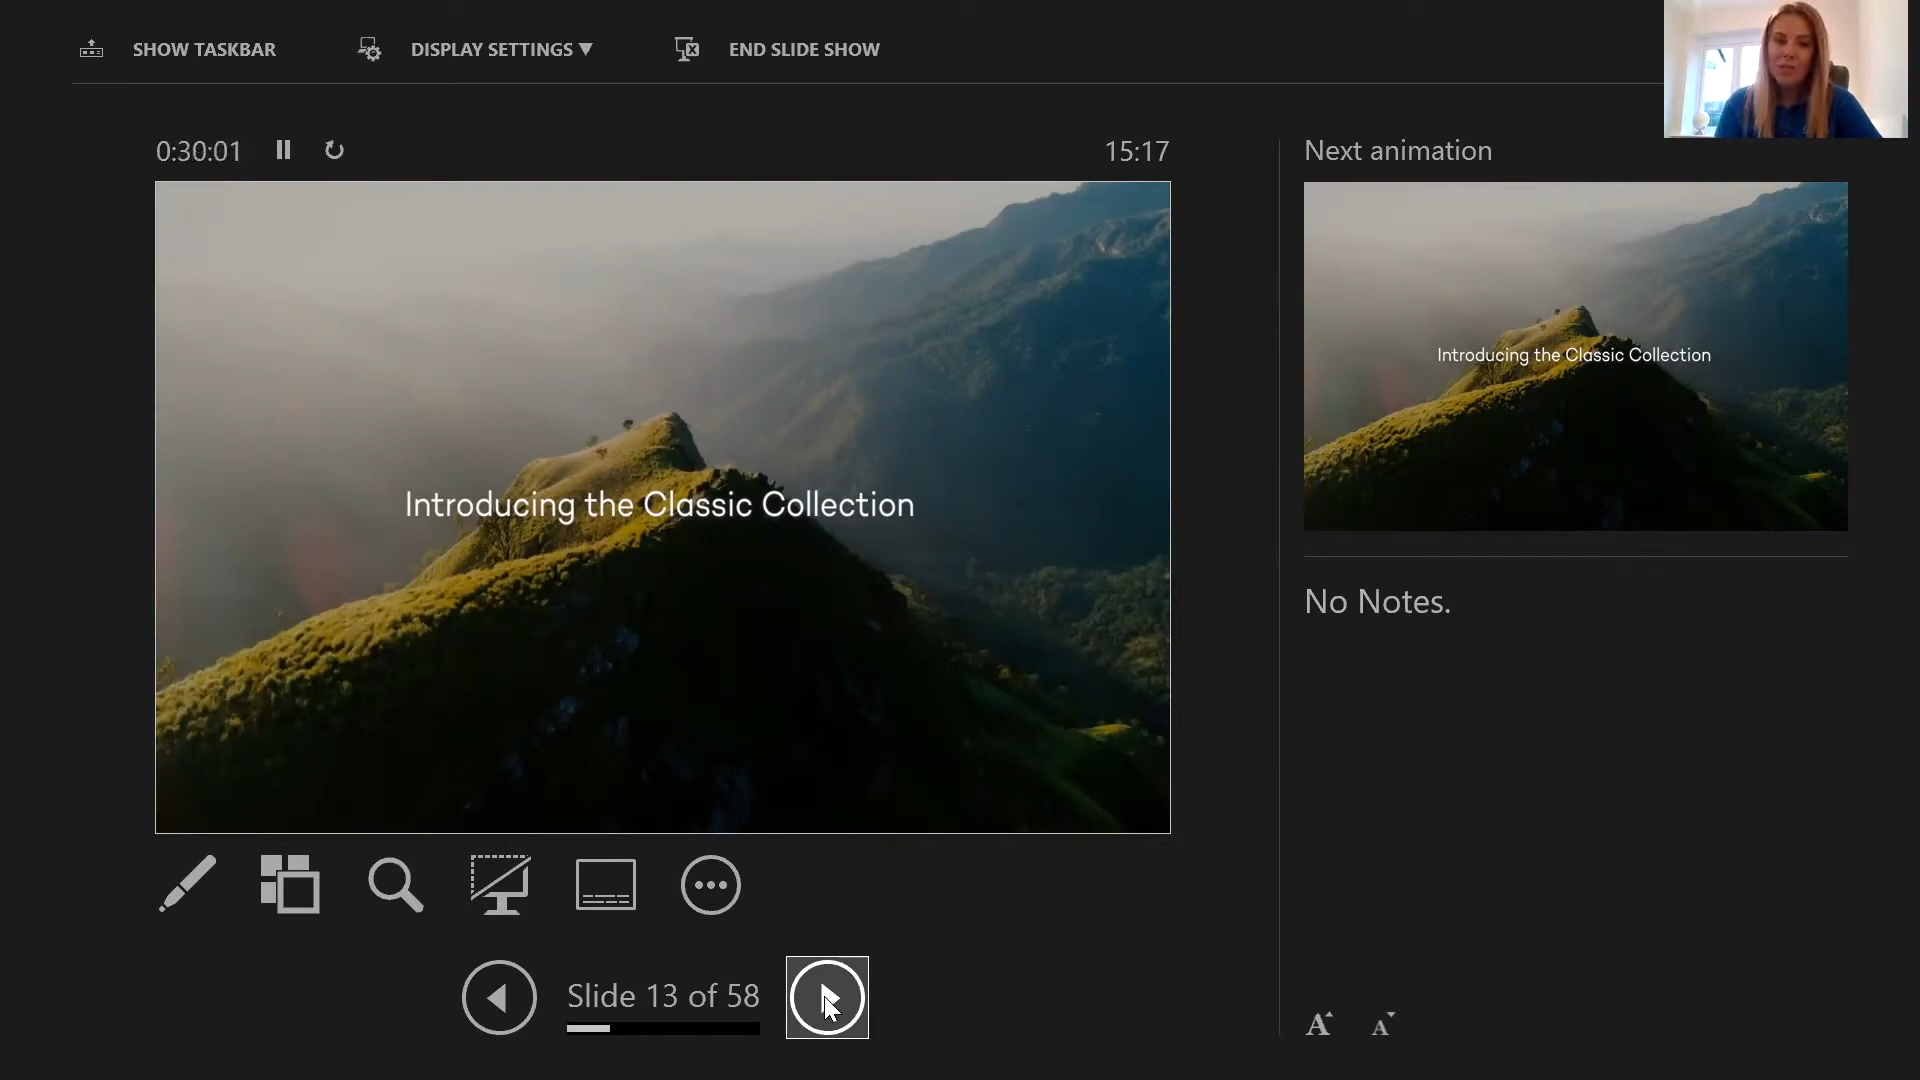 SHOW TASKBAR
DISPLAY SETTINGS ▼
END SLIDE SHOW
0:30:01
15:17
Introducing the Classic Collection
Slide 13 of 58
Next animation
Introducing the Classic Collection
No Notes.
A A